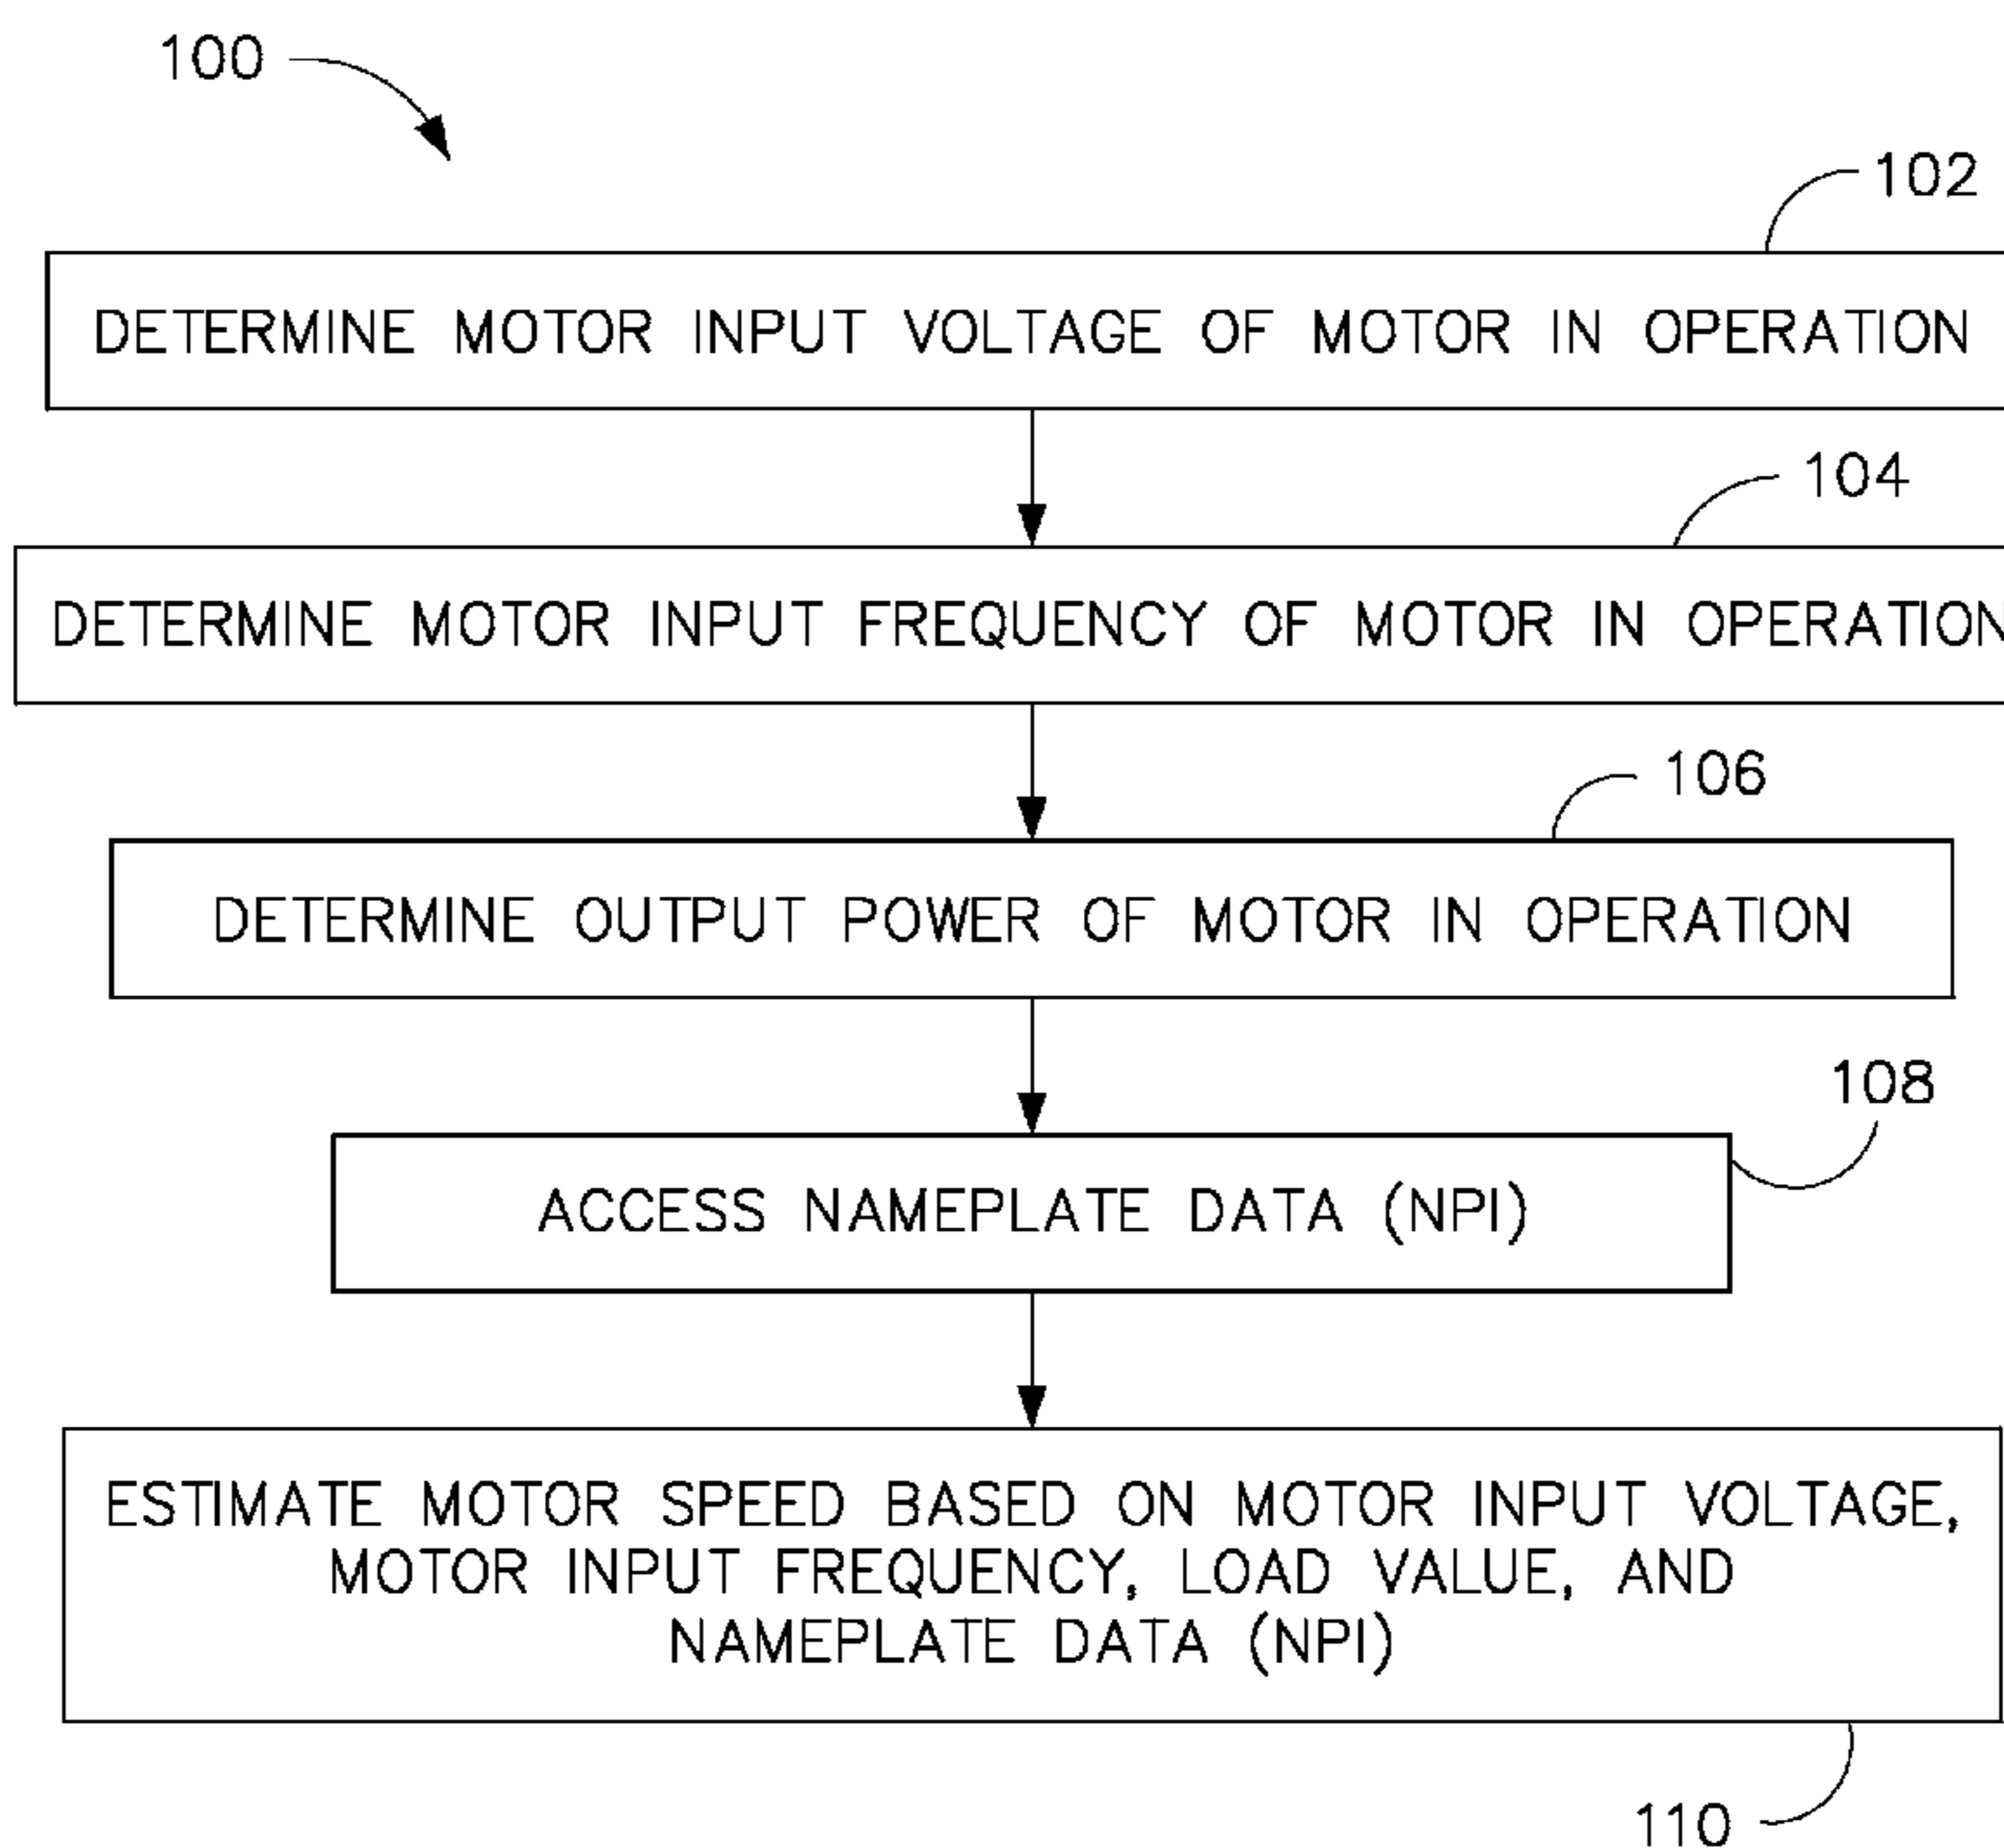 100
102
DETERMINE MOTOR INPUT VOLTAGE OF MOTOR IN OPERATION
104
DETERMINE MOTOR INPUT FREQUENCY OF MOTOR IN OPERATION
106
DETERMINE OUTPUT POWER OF MOTOR IN OPERATION
108
ACCESS NAMEPLATE DATA (NPI)
ESTIMATE MOTOR SPEED BASED ON MOTOR INPUT VOLTAGE,
MOTOR INPUT FREQUENCY, LOAD VALUE, AND
NAMEPLATE DATA (NPI)
110